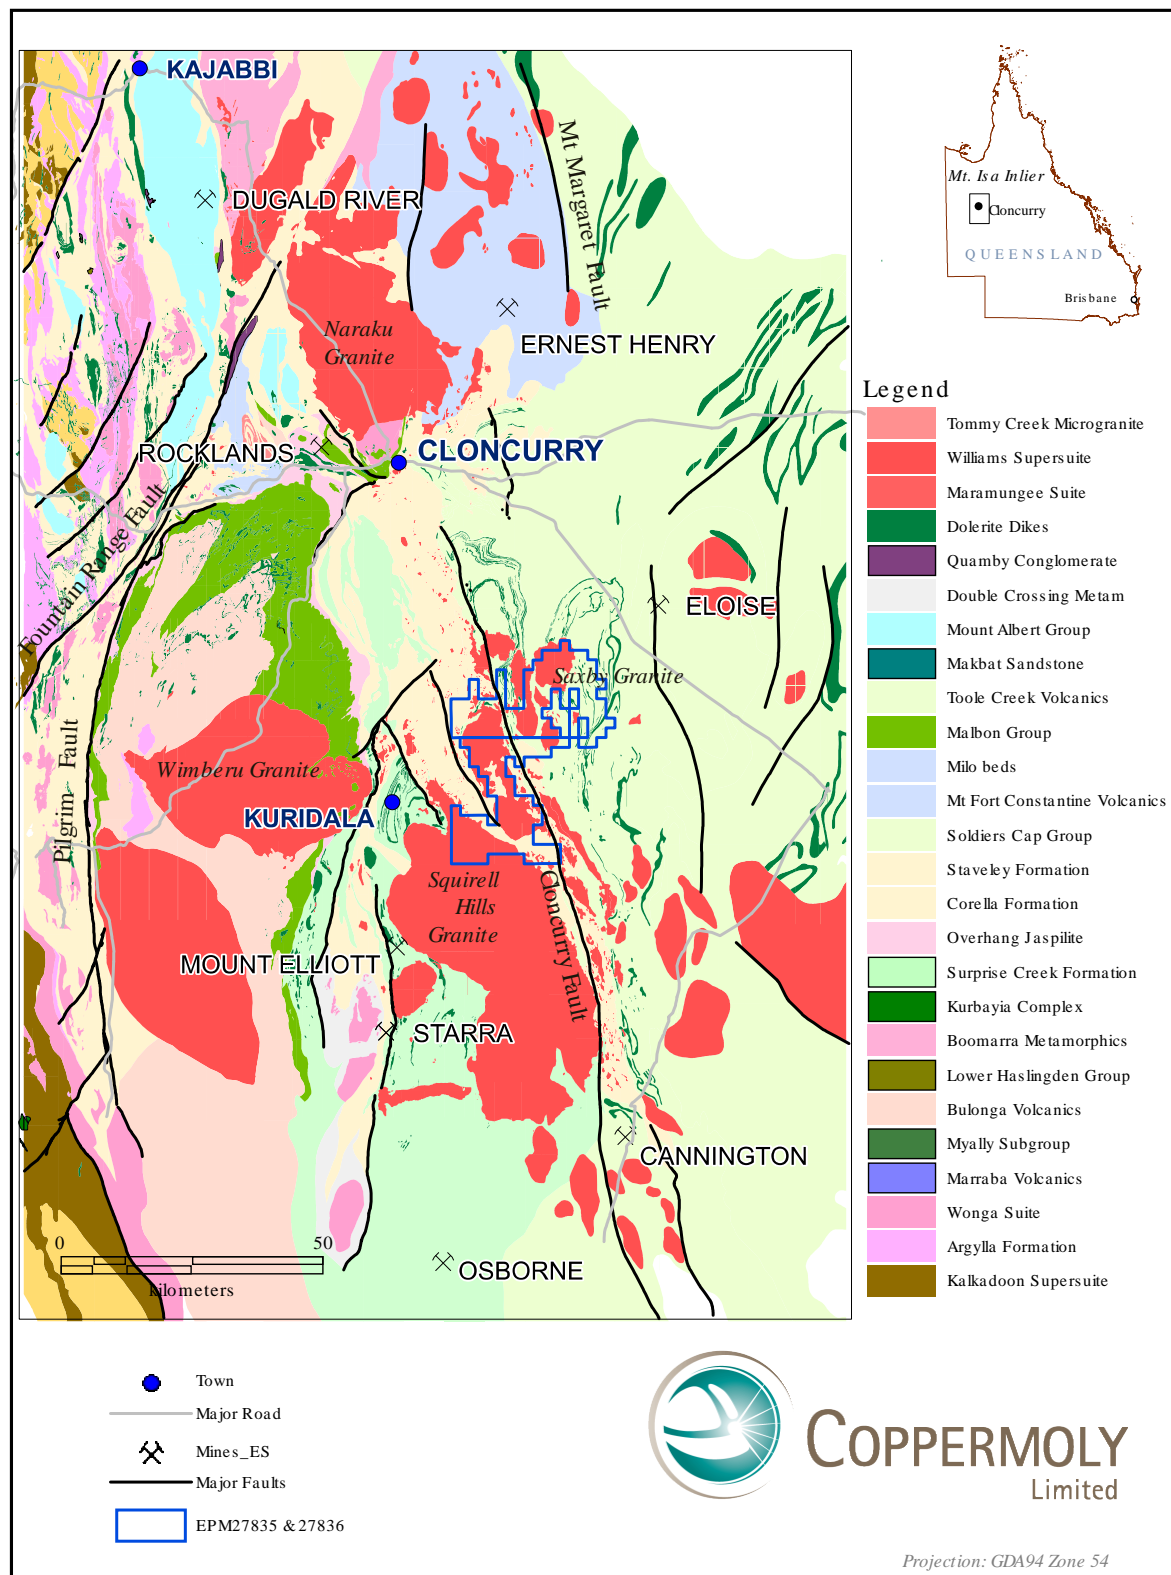 KAJABBI
DUGALD RIVER
Mt Margaret Fault
Naraku
Granite
ERNEST HENRY
ROCKLANDS
CLONCURRY
Fountain Range Fault
ELOISE
Saxby Granite
Pilgrim Fault
Wimberu Granite
KURIDALA
Squirell
Hills
Granite
Cloncurry Fault
MOUNT ELLIOTT
STARRA
CANNINGTON
OSBORNE
0 50
kilometers
Mt. Isa Inlier
Cloncurry
QUEENSLAND
Brisbane
Legend
Tommy Creek Microgranite
Williams Supersuite
Maramungee Suite
Dolerite Dikes
Quamby Conglomerate
Double Crossing Metam
Mount Albert Group
Makbat Sandstone
Toole Creek Volcanics
Malbon Group
Milo beds
Mt Fort Constantine Volcanics
Soldiers Cap Group
Staveley Formation
Corella Formation
Overhang Jaspilite
Surprise Creek Formation
Kurbayia Complex
Boomarra Metamorphics
Lower Haslingden Group
Bulonga Volcanics
Myally Subgroup
Marraba Volcanics
Wonga Suite
Argylla Formation
Kalkadoon Supersuite
Town
Major Road
Mines_ES
Major Faults
EPM27835 & 27836
COPPERMOLY
Limited
Projection: GDA94 Zone 54